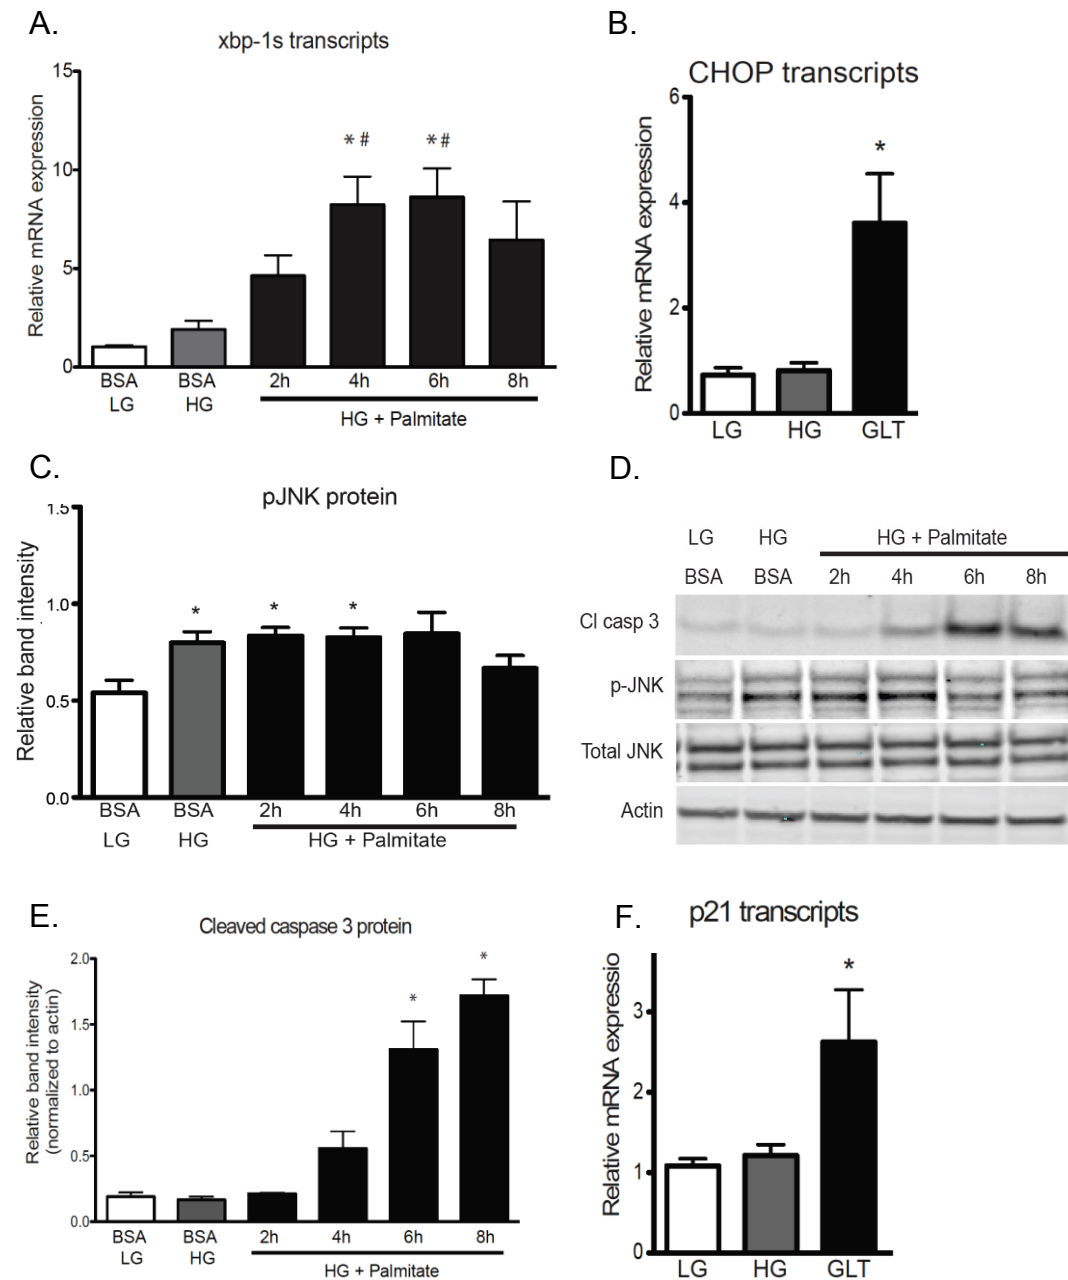 A.
xbp-1s transcripts
Relative mRNA expression
15
10
5
0
* #
* #
BSA BSA 2h 4h 6h 8h
LG HG
HG + Palmitate
B.
CHOP transcripts
Relative mRNA expression
6
4
2
0
*
LG HG GLT
C.
pJNK protein
Relative band intensity
1.5
1.0
0.5
0.0
* * *
BSA BSA 2h 4h 6h 8h
LG HG HG + Palmitate
D.
LG HG HG + Palmitate
BSA BSA 2h 4h 6h 8h
Cl casp 3
p-JNK
Total JNK
Actin
E.
Cleaved caspase 3 protein
Relative band intensity
(normalized to actin)
2.0
1.5
1.0
0.5
0.0
*
*
BSA BSA 2h 4h 6h 8h
LG HG
HG + Palmitate
F.
p21 transcripts
Relative mRNA expressio
3
2
1
0
*
LG HG GLT